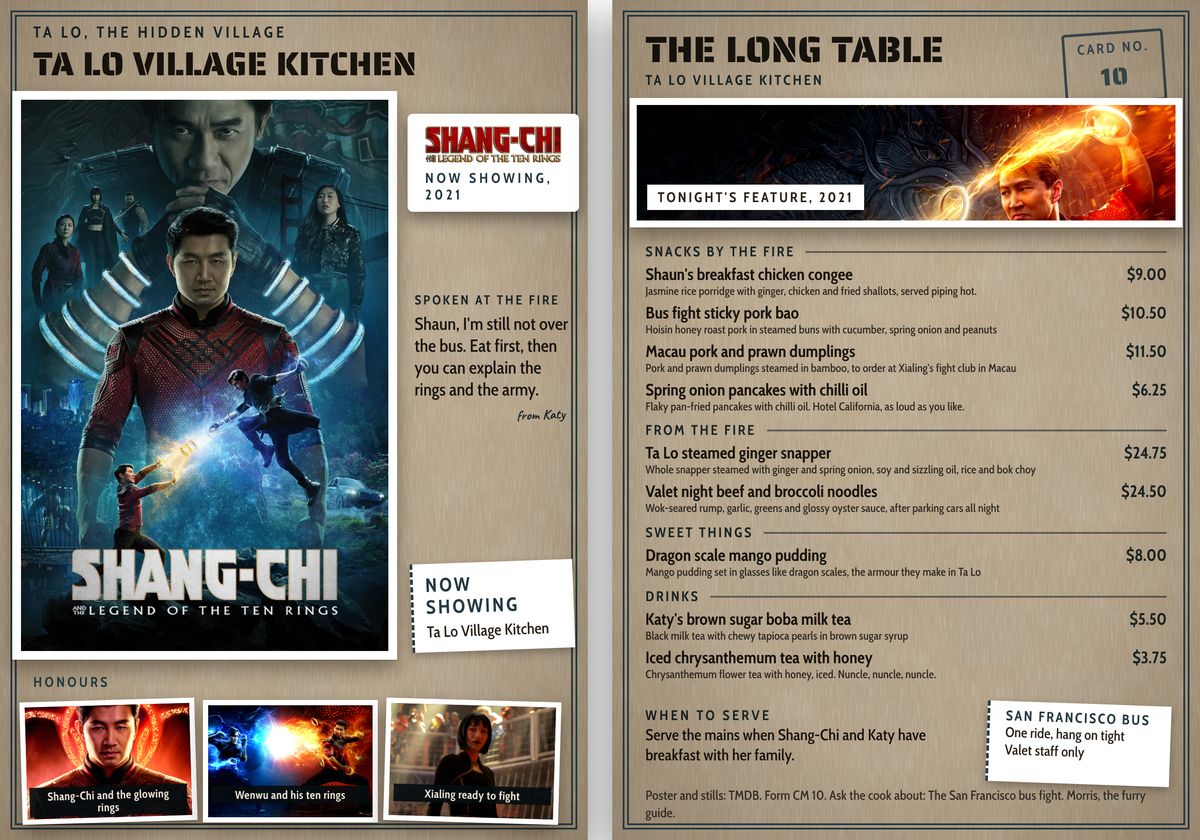 TA LO, THE HIDDEN VILLAGE
TA LO VILLAGE KITCHEN
SHANG-CHI
AND THE LEGEND OF THE TEN RINGS
NOW SHOWING,
2021
SPOKEN AT THE FIRE
Shaun, I'm still not over
the bus. Eat first, then
you can explain the
rings and the army.
from Katy
SHANG-CHI
AND THE LEGEND OF THE TEN RINGS
NOW
SHOWING
Ta Lo Village Kitchen
HONOURS
Shang-Chi and the glowing
rings
Wenwu and his ten rings
Xialing ready to fight
THE LONG TABLE
TA LO VILLAGE KITCHEN
CARD NO.
10
TONIGHT'S FEATURE, 2021
SNACKS BY THE FIRE
Shaun's breakfast chicken congee $9.00
Jasmine rice porridge with ginger, chicken and fried shallots, served piping hot.
Bus fight sticky pork bao $10.50
Hoisin honey roast pork in steamed buns with cucumber, spring onion and peanuts
Macau pork and prawn dumplings $11.50
Pork and prawn dumplings steamed in bamboo, to order at Xialing's fight club in Macau
Spring onion pancakes with chilli oil $6.25
Flaky pan-fried pancakes with chilli oil. Hotel California, as loud as you like.
FROM THE FIRE
Ta Lo steamed ginger snapper $24.75
Whole snapper steamed with ginger and spring onion, soy and sizzling oil, rice and bok choy
Valet night beef and broccoli noodles $24.50
Wok-seared rump, garlic, greens and glossy oyster sauce, after parking cars all night
SWEET THINGS
Dragon scale mango pudding $8.00
Mango pudding set in glasses like dragon scales, the armour they make in Ta Lo
DRINKS
Katy's brown sugar boba milk tea $5.50
Black milk tea with chewy tapioca pearls in brown sugar syrup
Iced chrysanthemum tea with honey $3.75
Chrysanthemum flower tea with honey, iced. Nuncle, nuncle, nuncle.
WHEN TO SERVE
Serve the mains when Shang-Chi and Katy have
breakfast with her family.
SAN FRANCISCO BUS
One ride, hang on tight
Valet staff only
Poster and stills: TMDB. Form CM 10. Ask the cook about: The San Francisco bus fight. Morris, the furry
guide.